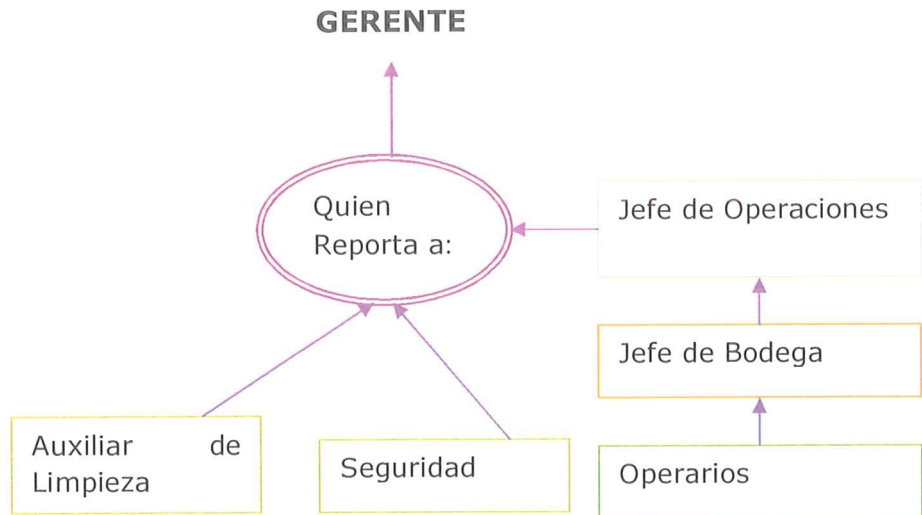 GERENTE
Quien
Reporta a:
Jefe de Operaciones
Jefe de Bodega
Auxiliar de
Limpieza
Seguridad
Operarios